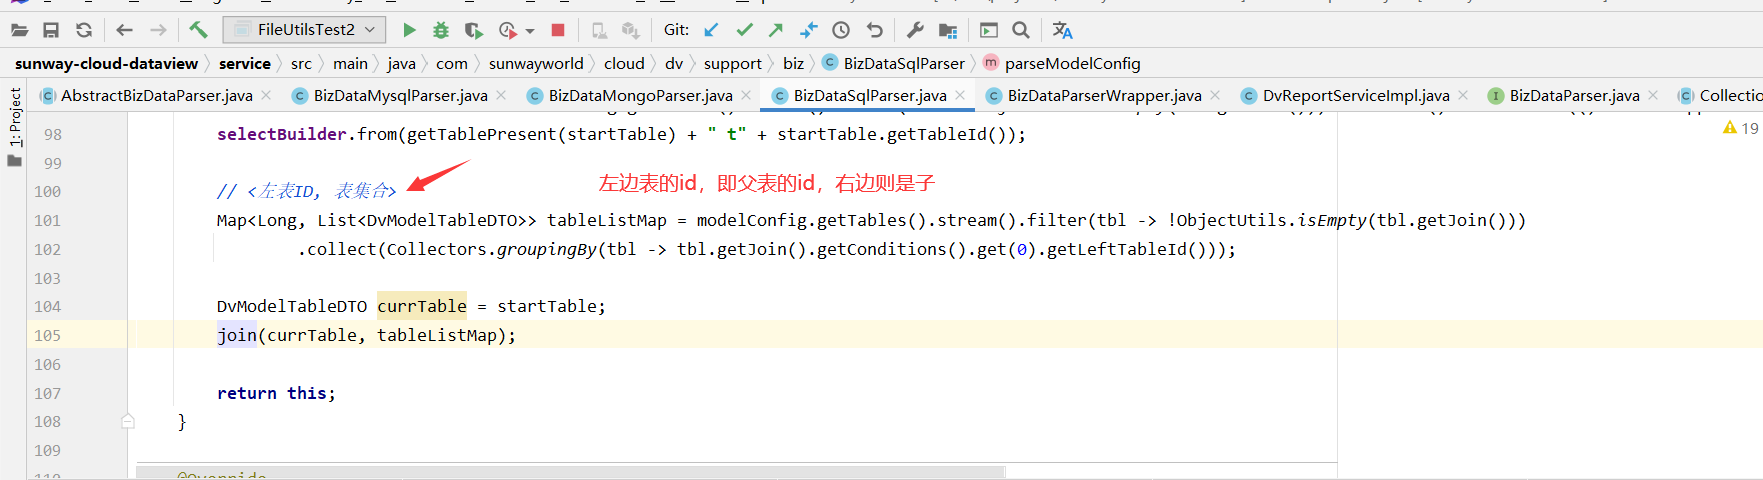 FileUtilsTest2
Git:
sunway-cloud-dataview service src main java com sunwayworld cloud dv support biz BizDataSqlParser parseModelConfig
AbstractBizDataParser.java BizDataMysqlParser.java BizDataMongoParser.java BizDataSqlParser.java BizDataParserWrapper.java DvReportServiceImpl.java BizDataParser.java Collectio
1: Project
19
98 selectBuilder.from(getTablePresent(startTable) + " t" + startTable.getTableId());
99
100 // <左表ID, 表集合> 左边表的id，即父表的id，右边则是子
101 Map<Long, List<DvModelTableDTO>> tableListMap = modelConfig.getTables().stream().filter(tbl -> !ObjectUtils.isEmpty(tbl.getJoin()))
102 .collect(Collectors.groupingBy(tbl -> tbl.getJoin().getConditions().get(0).getLeftTableId()));
103
104 DvModelTableDTO currTable = startTable;
105 join(currTable, tableListMap);
106
107 return this;
108 }
109
@Override